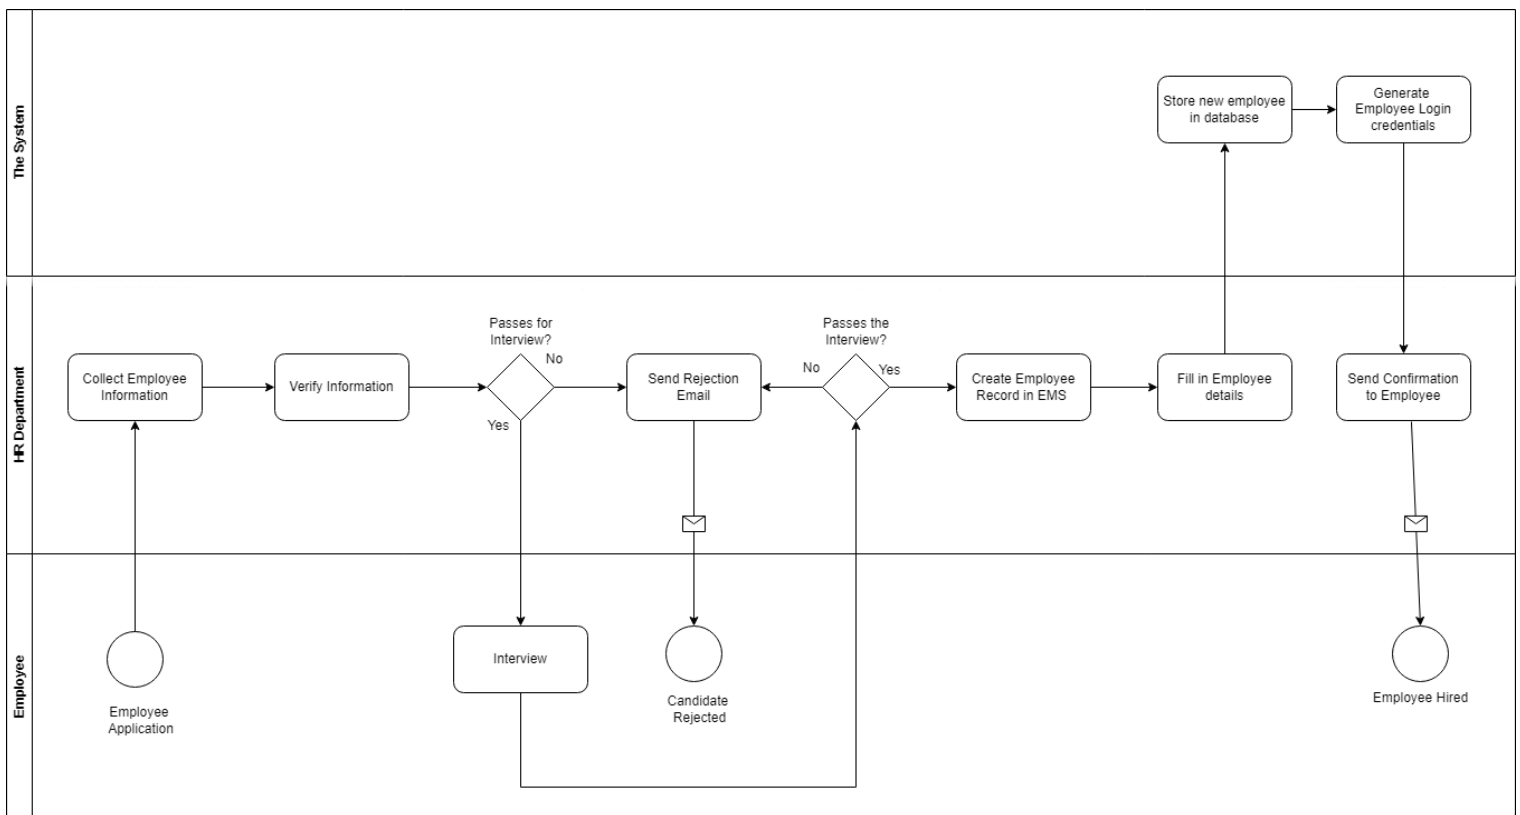 The System
Store new employee
in database
Generate
Employee Login
credentials
HR Department
Collect Employee
Information
Verify Information
Passes for
Interview?
No
Yes
Send Rejection
Email
Passes the
Interview?
No
Yes
Create Employee
Record in EMS
Fill in Employee
details
Send Confirmation
to Employee
Employee
Employee
Application
Interview
Candidate
Rejected
Employee Hired